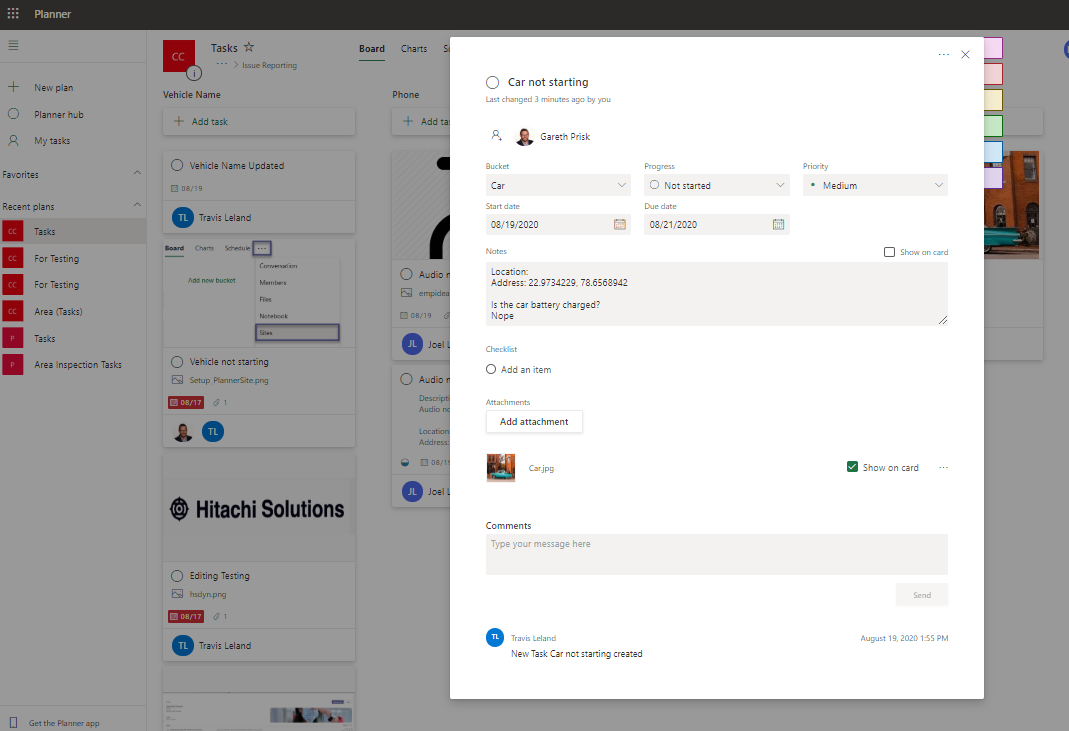 Planner
New plan
Planner hub
My tasks
Favorites
Recent plans
CC Tasks
CC For Testing
CC For Testing
CC Area (Tasks)
P Tasks
P Area Inspection Tasks
Get the Planner app
CC
Tasks
Issue Reporting
Board Charts
Vehicle Name
Add task
Vehicle Name Updated
08/19
TL Travis Leland
Board Charts Schedule
Conversation
Add new bucket
Members
Files
Notebook
Sites
Vehicle not starting
Setup_PlannerSite.png
08/17 1
TL
Hitachi Solutions
Editing Testing
hsdyn.png
08/17 1
TL Travis Leland
Phone
Add ta
Audio n
empidea
08/19
JL Joel L
Audio n
Descripti
Audio no
Location
Address:
08/19
JL Joel L
Car not starting
Last changed 3 minutes ago by you
Gareth Prisk
Bucket Progress Priority
Car Not started Medium
Start date Due date
08/19/2020 08/21/2020
Notes Show on card
Location:
Address: 22.9734229, 78.6568942
Is the car battery charged?
Nope
Checklist
Add an item
Attachments
Add attachment
Car.jpg Show on card
Comments
Type your message here
Send
TL Travis Leland August 19, 2020 1:55 PM
New Task Car not starting created